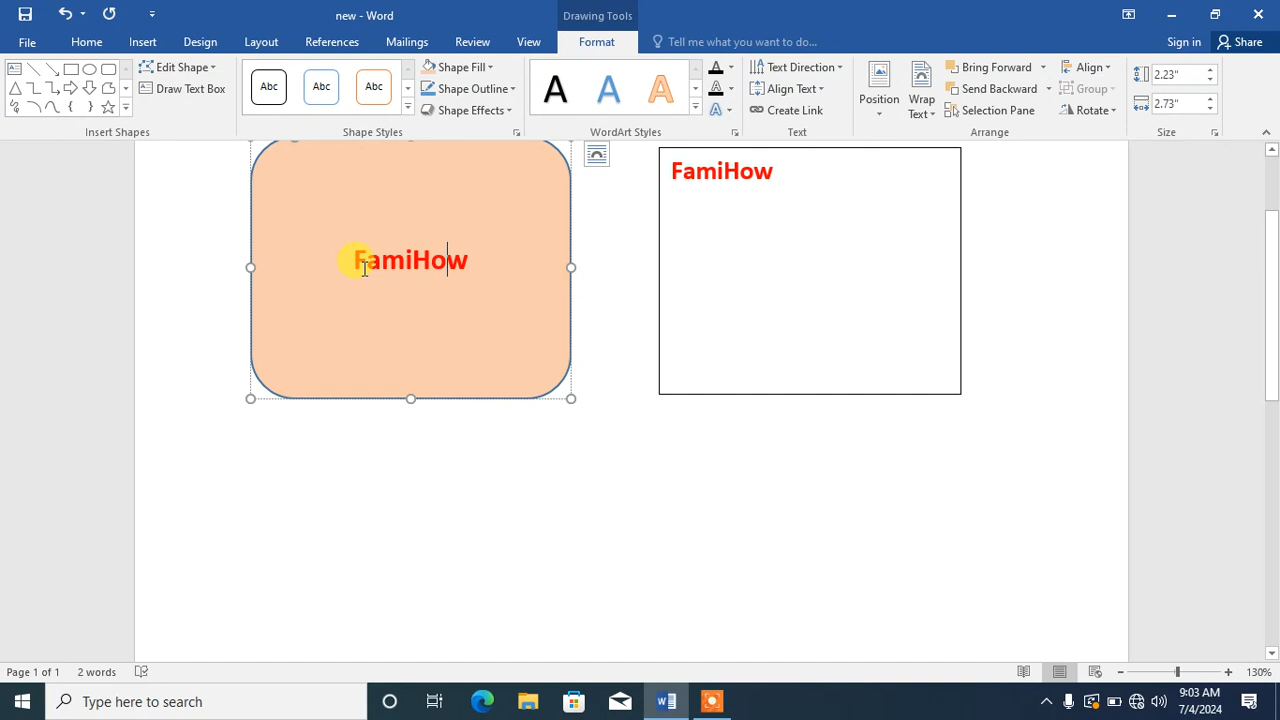 new - Word
Drawing Tools
File Home Insert Design Layout References Mailings Review View Format Tell me what you want to do... Sign in Share
Edit Shape
Draw Text B
Insert Shapes
Abc Abc Abc
Shape Fill
Shape Outline
Shape Effects
Shape Styles
A A A
A
A
A
WordArt Styles
Text Direction
Align Text
Create Link
Text
Position
Wrap
Text
Bring Forward
Send Backward
Selection Pane
Align
Group
Rotate
Arrange
2.23"
2.73"
Size
FamiHow
FamiHow
Page 1 of 1 2 words
130%
Type here to search
9:03 AM
7/4/2024